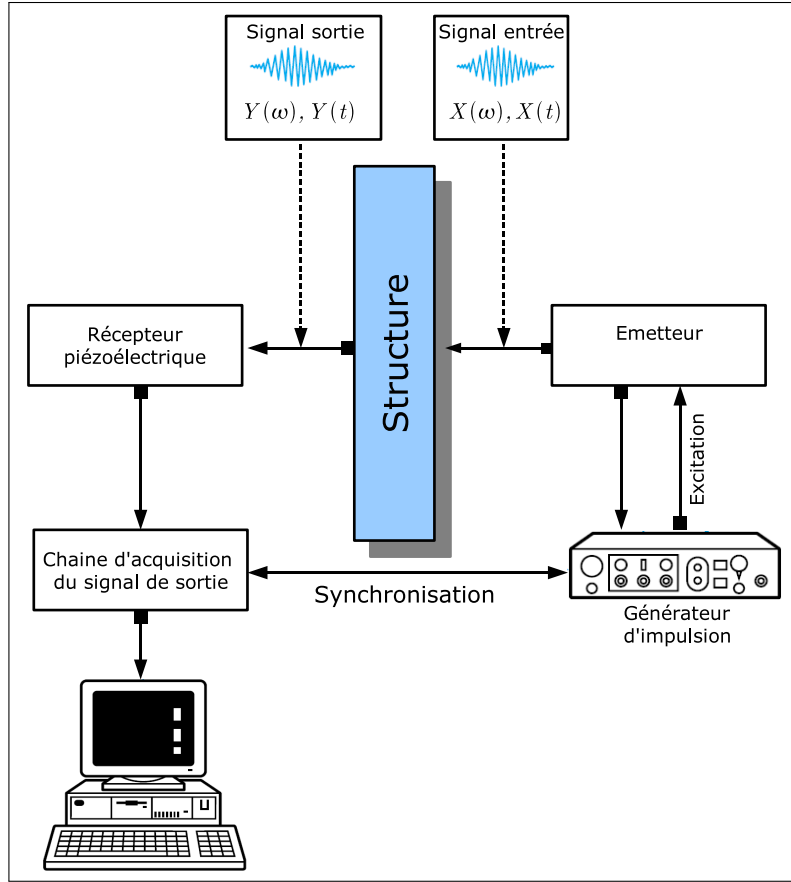 Signal sortie
Y(ω), Y(t)
Signal entrée
X(ω), X(t)
Structure
Récepteur
piézoélectrique
Emetteur
Excitation
Chaine d'acquisition
du signal de sortie
Synchronisation
Générateur
d'impulsion